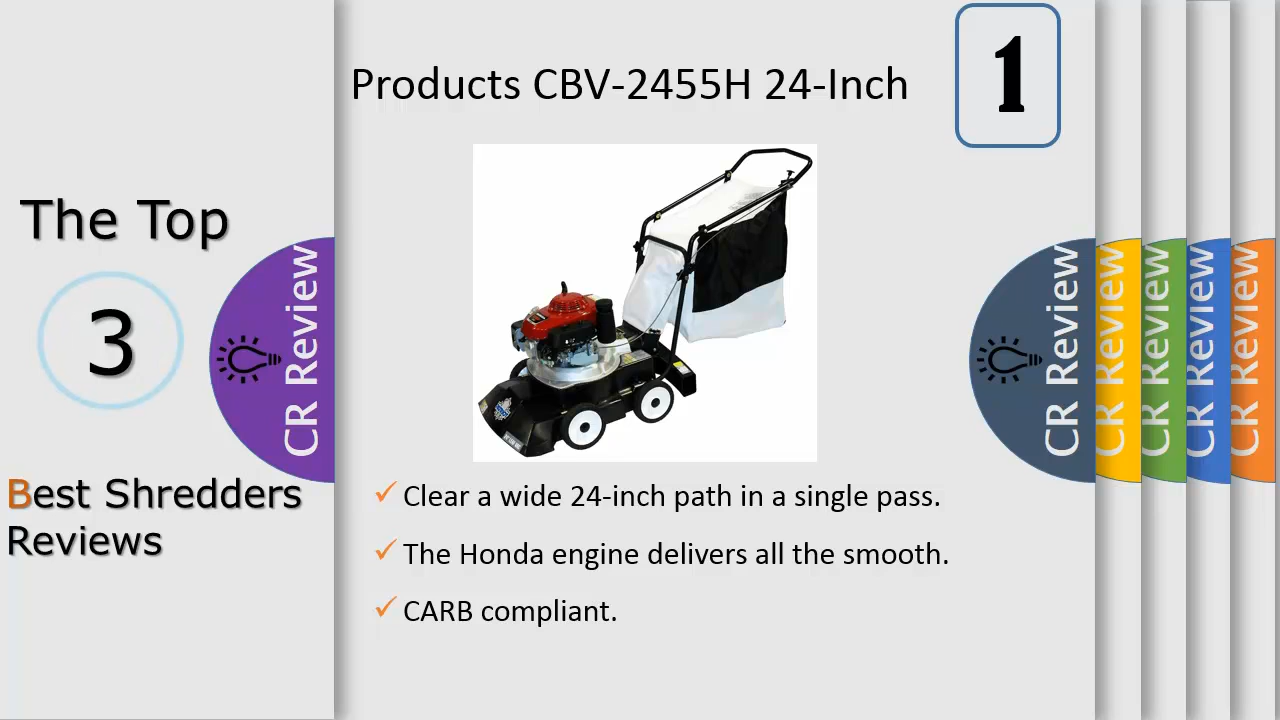 The Top
3
Best Shredders
Reviews
CR Review
Products CBV-2455H 24-Inch
1
✓ Clear a wide 24-inch path in a single pass.
✓ The Honda engine delivers all the smooth.
✓ CARB compliant.
CR Review
CR Review
CR Review
CR Review
CR Review